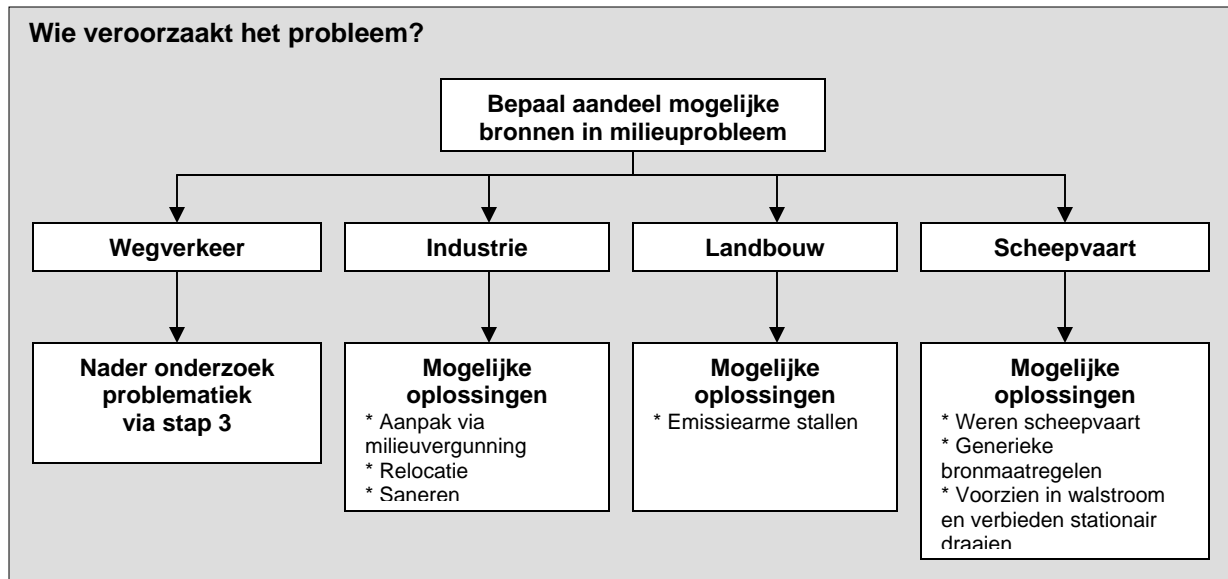 Wie veroorzaakt het probleem?
Bepaal aandeel mogelijke
bronnen in milieuprobleem
Wegverkeer
Industrie
Landbouw
Scheepvaart
Nader onderzoek
problematiek
via stap 3
Mogelijke
oplossingen
* Aanpak via
milieuvergunning
* Relocatie
* Saneren
Mogelijke
oplossingen
* Emissiearme stallen
Mogelijke
oplossingen
* Weren scheepvaart
* Generieke
bronmaatregelen
* Voorzien in walstroom
en verbieden stationair
draaien